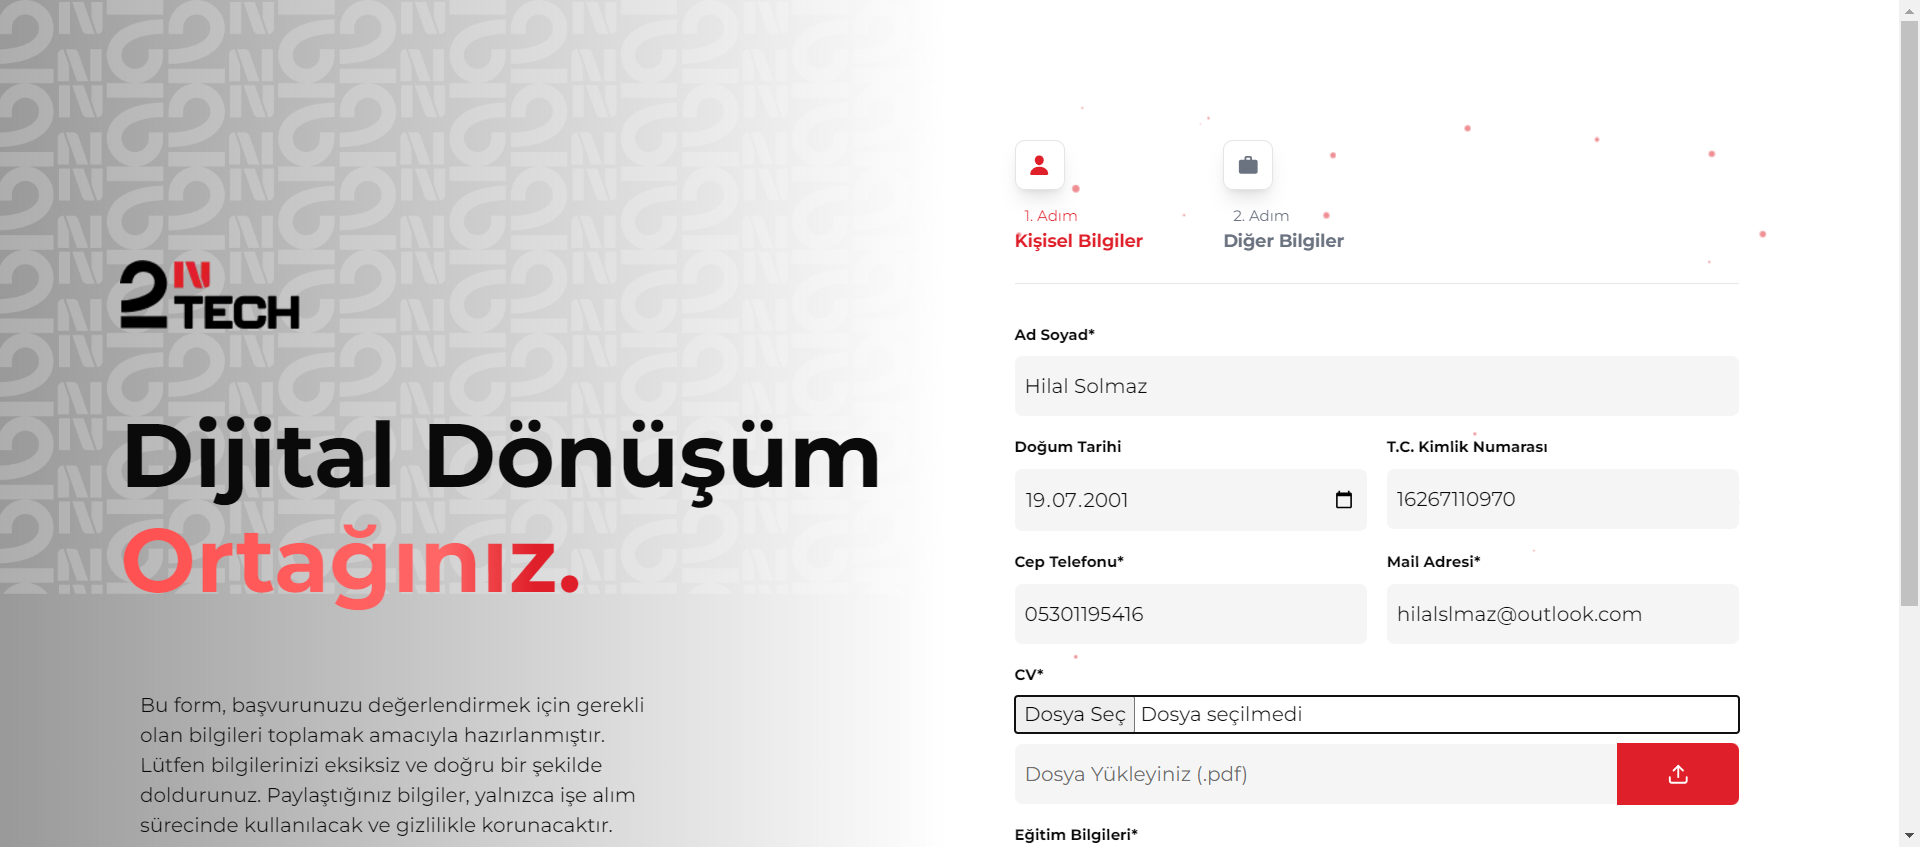 2N TECH
Dijital Dönüşüm
Ortağınız.
Bu form, başvurunuzu değerlendirmek için gerekli
olan bilgileri toplamak amacıyla hazırlanmıştır.
Lütfen bilgilerinizi eksiksiz ve doğru bir şekilde
doldurunuz. Paylaştığınız bilgiler, yalnızca işe alım
sürecinde kullanılacak ve gizlilikle korunacaktır.
1. Adım
Kişisel Bilgiler
2. Adım
Diğer Bilgiler
Ad Soyad*
Hilal Solmaz
Doğum Tarihi
19.07.2001
T.C. Kimlik Numarası
16267110970
Cep Telefonu*
05301195416
Mail Adresi*
hilalslmaz@outlook.com
CV*
Dosya Seç Dosya seçilmedi
Dosya Yükleyiniz (.pdf)
Eğitim Bilgileri*